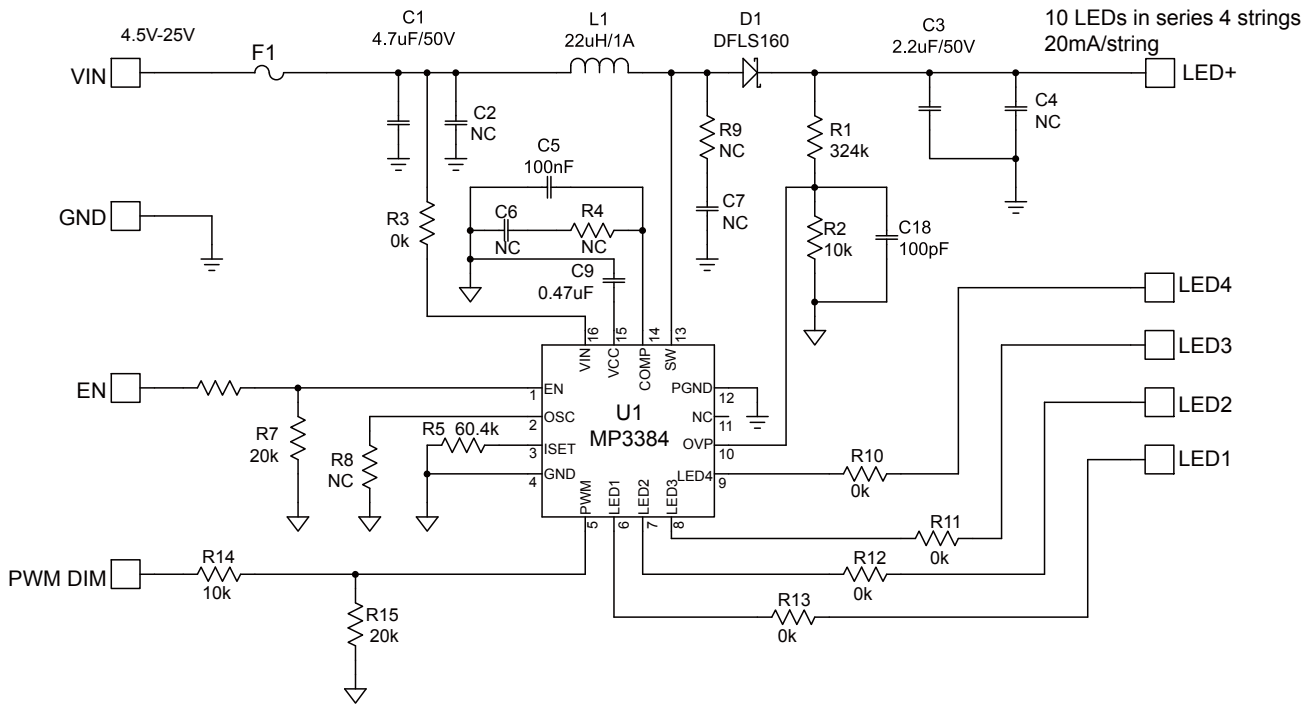 C1
4.7uF/50V
L1
22uH/1A
D1
DFLS160
C3
2.2uF/50V
10 LEDs in series 4 strings
20mA/string
4.5V-25V
VIN
F1
LED+
C2
NC
R9
NC
R1
324k
C4
NC
C5
100nF
GND
R3
0k
C6
NC
R4
NC
C7
NC
R2
10k
C18
100pF
C9
0.47uF
LED4
16
15
14
13
VIN
VCC
COMP
SW
LED3
EN
1
EN
PGND
12
LED2
2
OSC
U1
MP3384
NC
11
R7
20k
R8
NC
R5 60.4k
3
ISET
OVP
10
LED1
4
GND
LED4
9
R10
0k
PWM
LED1
LED2
LED3
5
6
7
8
R11
0k
PWM DIM
R14
10k
R12
0k
R13
0k
R15
20k